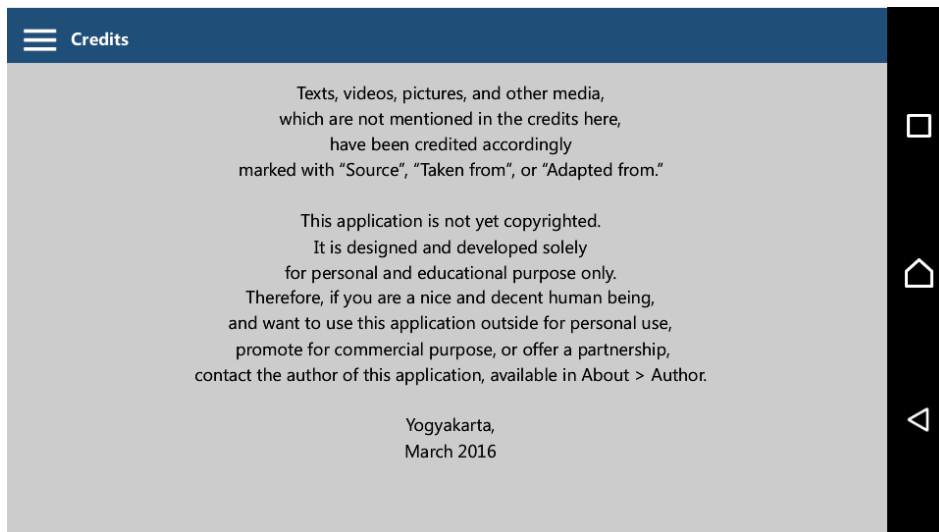 Credits
Texts, videos, pictures, and other media,
which are not mentioned in the credits here,
have been credited accordingly
marked with “Source”, “Taken from”, or “Adapted from.”
This application is not yet copyrighted.
It is designed and developed solely
for personal and educational purpose only.
Therefore, if you are a nice and decent human being,
and want to use this application outside for personal use,
promote for commercial purpose, or offer a partnership,
contact the author of this application, available in About > Author.
Yogyakarta,
March 2016